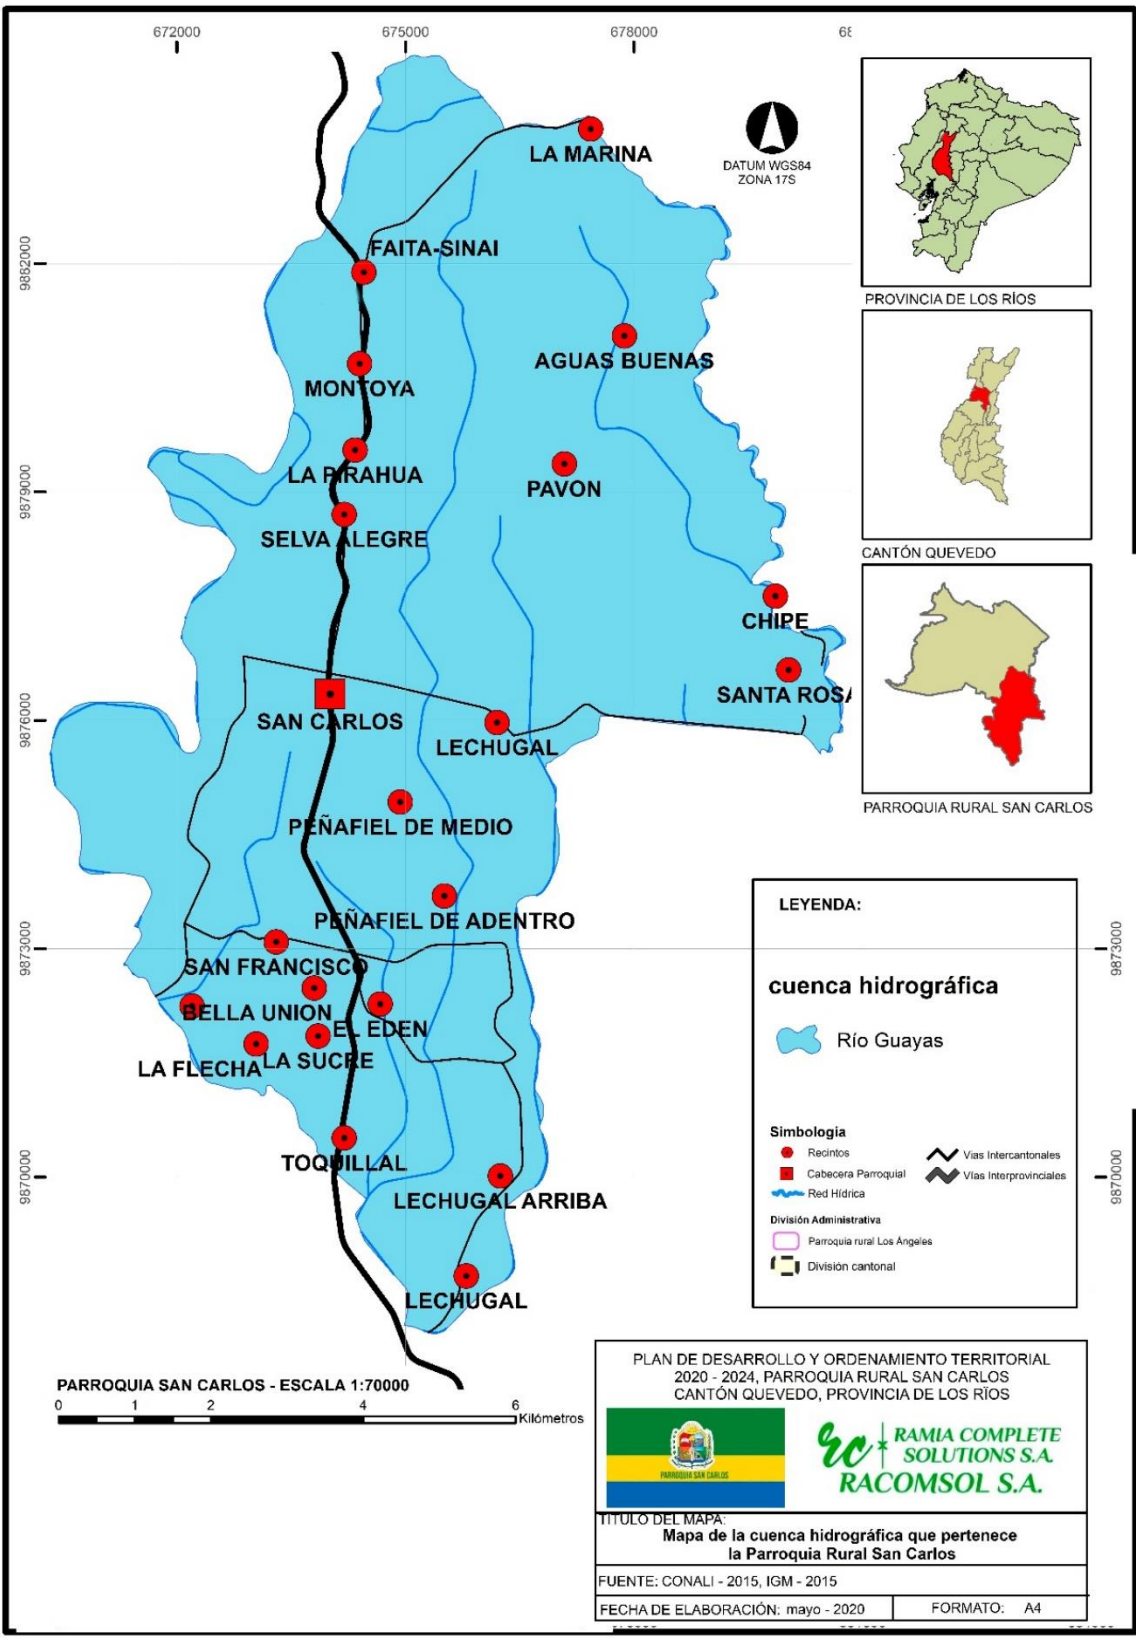 672000
675000
678000
68
LA MARINA
DATUM WGS84
ZONA 17S
FAITA-SINAI
9882000
PROVINCIA DE LOS RÍOS
AGUAS BUENAS
MONTOYA
LA PIRAHUA
PAVON
9879000
SELVA ALEGRE
CANTÓN QUEVEDO
CHIPE
SANTA ROSA
SAN CARLOS
9876000
LECHUGAL
PARROQUIA RURAL SAN CARLOS
PEÑAFIEL DE MEDIO
PEÑAFIEL DE ADENTRO
9873000
9873000
SAN FRANCISCO
BELLA UNION
EL EDEN
LA FLECHA
LA SUCRE
TOQUILLAL
9870000
9870000
LECHUGAL ARRIBA
LECHUGAL
LEYENDA:
cuenca hidrográfica
Río Guayas
Simbología
Recintos
Cabecera Parroquial
Red Hídrica
Vias Intercantonales
Vías Interprovinciales
División Administrativa
Parroquia rural Los Ángeles
División cantonal
PARROQUIA SAN CARLOS - ESCALA 1:70000
0 1 2 4 6
Kilómetros
PLAN DE DESARROLLO Y ORDENAMIENTO TERRITORIAL
2020 - 2024, PARROQUIA RURAL SAN CARLOS
CANTÓN QUEVEDO, PROVINCIA DE LOS RÏOS
PARROQUIA SAN CARLOS
rc
RAMIA COMPLETE
SOLUTIONS S.A.
RACOMSOL S.A.
TÍTULO DEL MAPA:
Mapa de la cuenca hidrográfica que pertenece
la Parroquia Rural San Carlos
FUENTE: CONALI - 2015, IGM - 2015
FECHA DE ELABORACIÓN: mayo - 2020
FORMATO: A4